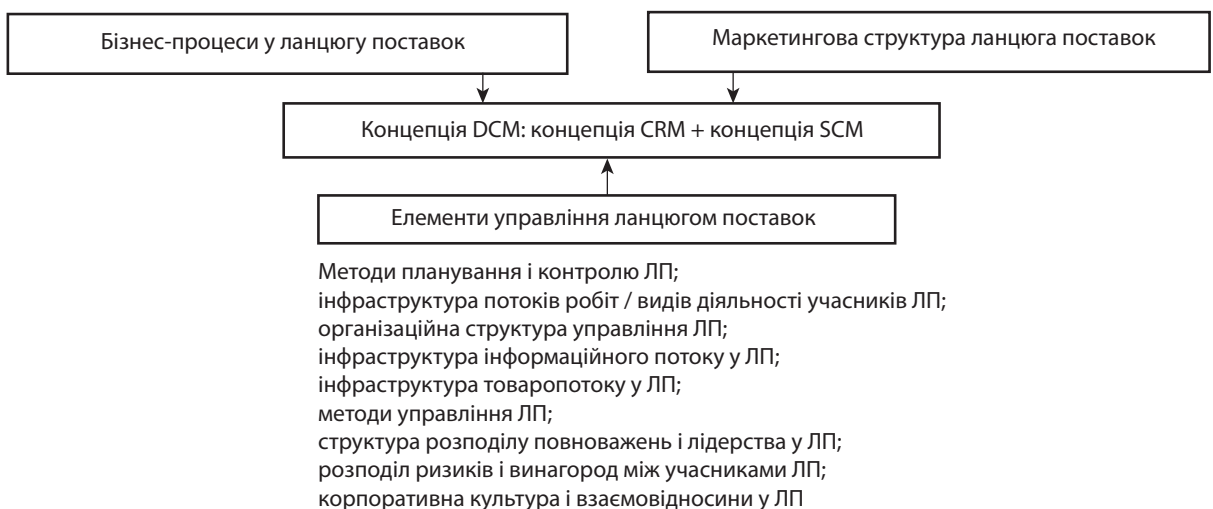 Бізнес-процеси у ланцюгу поставок
Маркетингова структура ланцюга поставок
Концепція DCM: концепція CRM + концепція SCM
Елементи управління ланцюгом поставок
Методи планування і контролю ЛП;
інфраструктура потоків робіт / видів діяльності учасників ЛП;
організаційна структура управління ЛП;
інфраструктура інформаційного потоку у ЛП;
інфраструктура товаропотоку у ЛП;
методи управління ЛП;
структура розподілу повноважень і лідерства у ЛП;
розподіл ризиків і винагород між учасниками ЛП;
корпоративна культура і взаємовідносини у ЛП